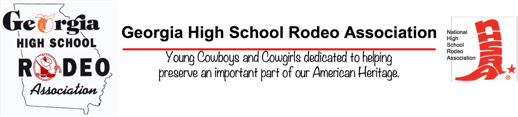 Georgia
HIGH SCHOOL
RODEO
Association
Georgia High School Rodeo Association
Young Cowboys and Cowgirls dedicated to helping
preserve an important part of our American Heritage.
National
High
School
Rodeo
Association
NHSRA